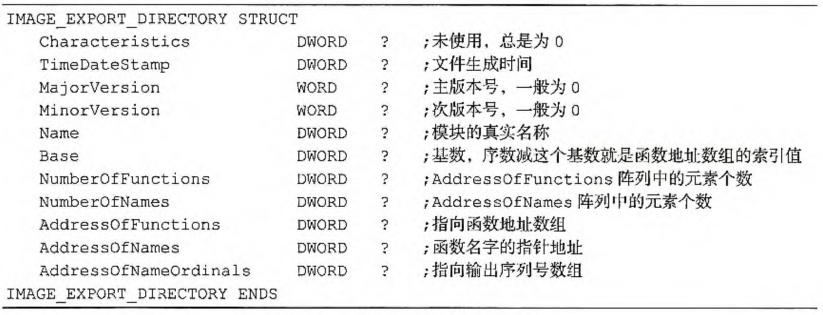 IMAGE_EXPORT_DIRECTORY STRUCT
Characteristics DWORD ? ;未使用，总是为 0
TimeDateStamp DWORD ? ;文件生成时间
MajorVersion WORD ? ;主版本号，一般为 0
MinorVersion WORD ? ;次版本号，一般为 0
Name DWORD ? ;模块的真实名称
Base DWORD ? ;基数，序数减这个基数就是函数地址数组的索引值
NumberOfFunctions DWORD ? ;AddressOfFunctions 阵列中的元素个数
NumberOfNames DWORD ? ;AddressOfNames 阵列中的元素个数
AddressOfFunctions DWORD ? ;指向函数地址数组
AddressOfNames DWORD ? ;函数名字的指针地址
AddressOfNameOrdinals DWORD ? ;指向输出序列号数组
IMAGE_EXPORT_DIRECTORY ENDS